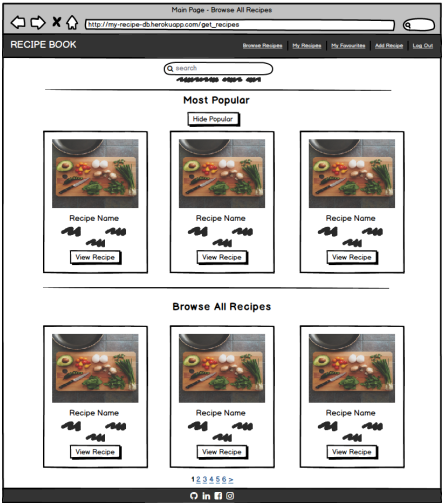 Main Page - Browse All Recipes
http://my-recipe-db.herokuapp.com/get_recipes
RECIPE BOOK
Browse Recipes My Recipes My Favourites Add Recipe Log Out
search
Most Popular
Hide Popular
Recipe Name Recipe Name Recipe Name
View Recipe View Recipe View Recipe
Browse All Recipes
Recipe Name Recipe Name Recipe Name
View Recipe View Recipe View Recipe
1 2 3 4 5 6 >